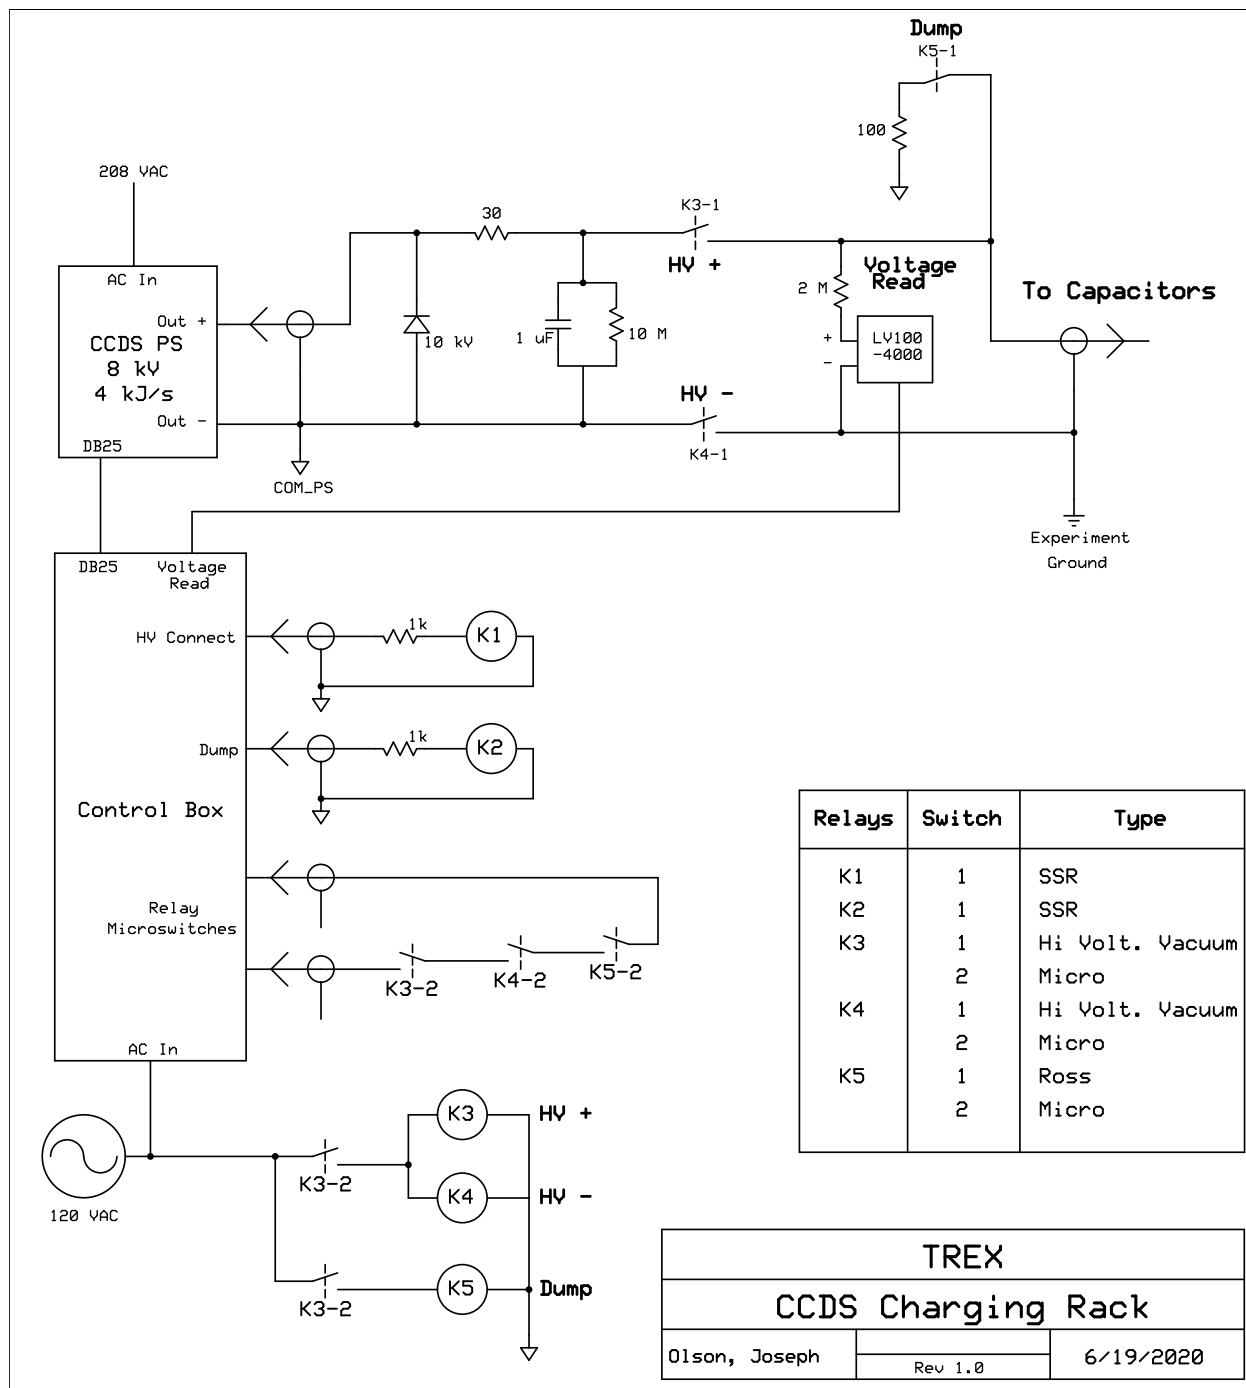 Dump
K5-1
100
208 VAC
K3-1
30
HV +
Voltage
Read
AC In
2 M
To Capacitors
Out +
CCDS PS
8 kV
4 kJ/s
10 kV
1 uF
10 M
+
-
LV100
-4000
HV -
Out -
DB25
K4-1
COM_PS
Experiment
Ground
DB25
Voltage
Read
HV Connect
1k
K1
Dump
1k
K2
Control Box
Relay
Microswitches
K3-2
K4-2
K5-2
AC In
Relays Switch Type
K1 1 SSR
K2 1 SSR
K3 1 Hi Volt. Vacuum
2 Micro
K4 1 Hi Volt. Vacuum
2 Micro
K5 1 Ross
2 Micro
K3
HV +
K3-2
K4
HV -
120 VAC
K3-2
K5
Dump
TREX
CCDS Charging Rack
Olson, Joseph
Rev 1.0
6/19/2020